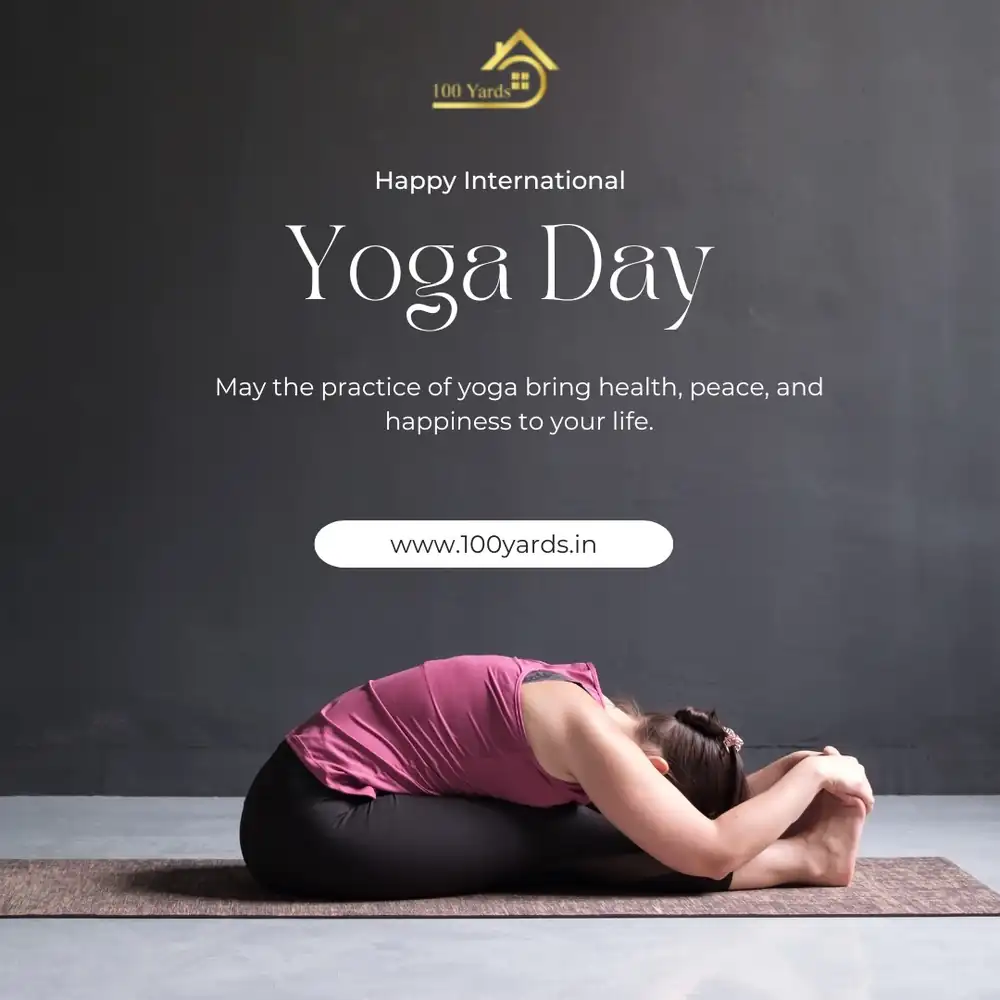 100 Yards
Happy International
Yoga Day
May the practice of yoga bring health, peace, and
happiness to your life.
www.100yards.in